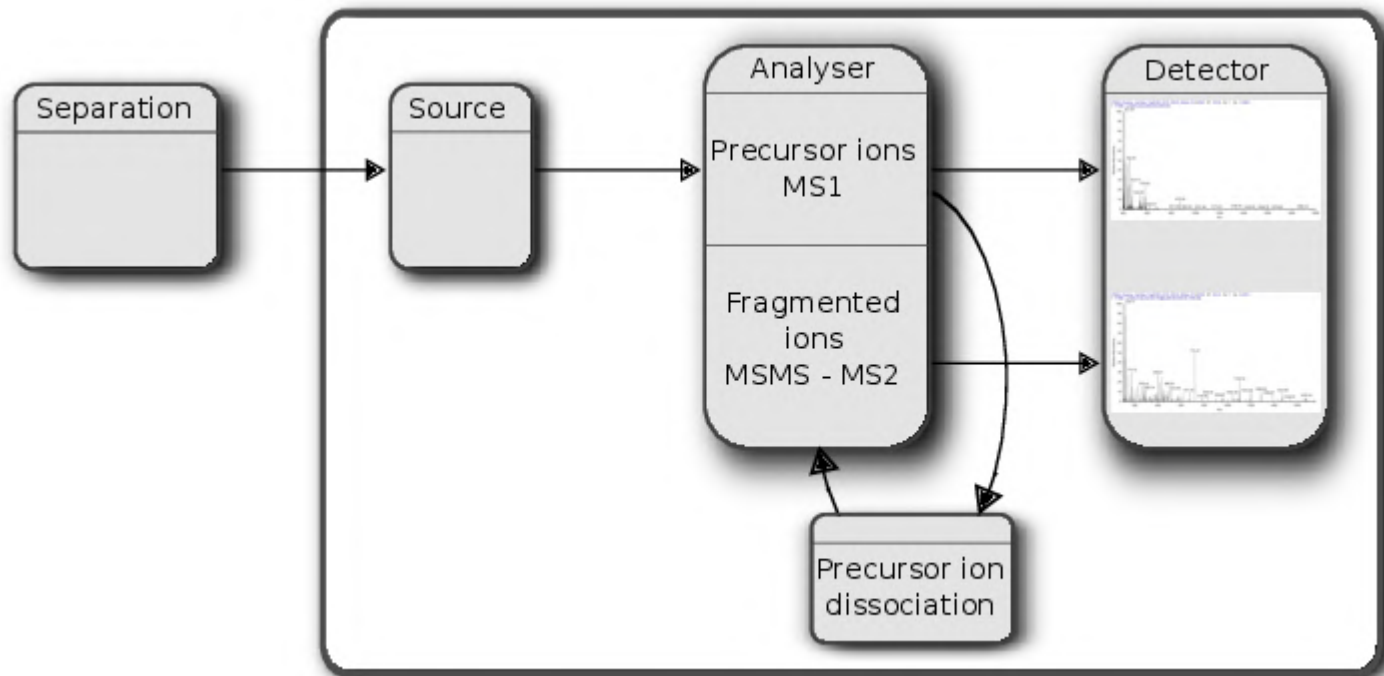 Separation
Source
Analyser
Precursor ions
MS1
Fragmented
ions
MSMS - MS2
Detector
Precursor ion
dissociation